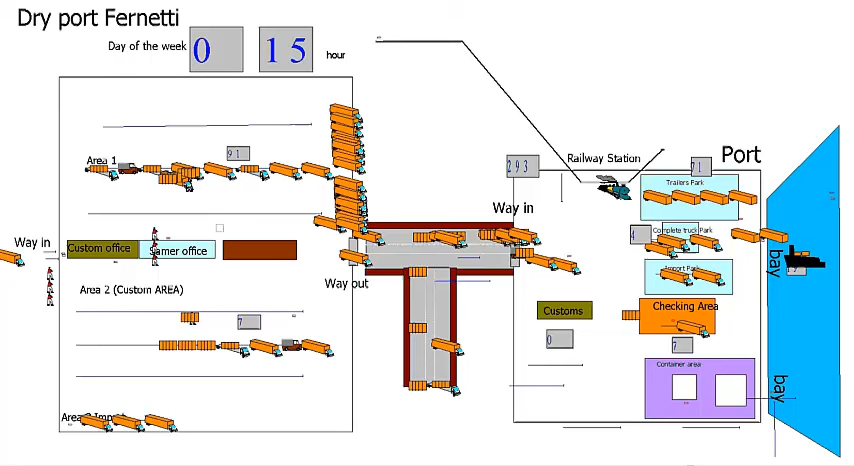 Dry port Fernetti
Day of the week
0
15
hour
Area 1
91
293
Railway Station
71
Port
Trailers Park
Way in
Complete truck Park
Way in
Custom office
Samer office
bay
Way out
Import Park
Area 2 (Custom AREA)
7
Customs
Checking Area
0
7
Container area
bay